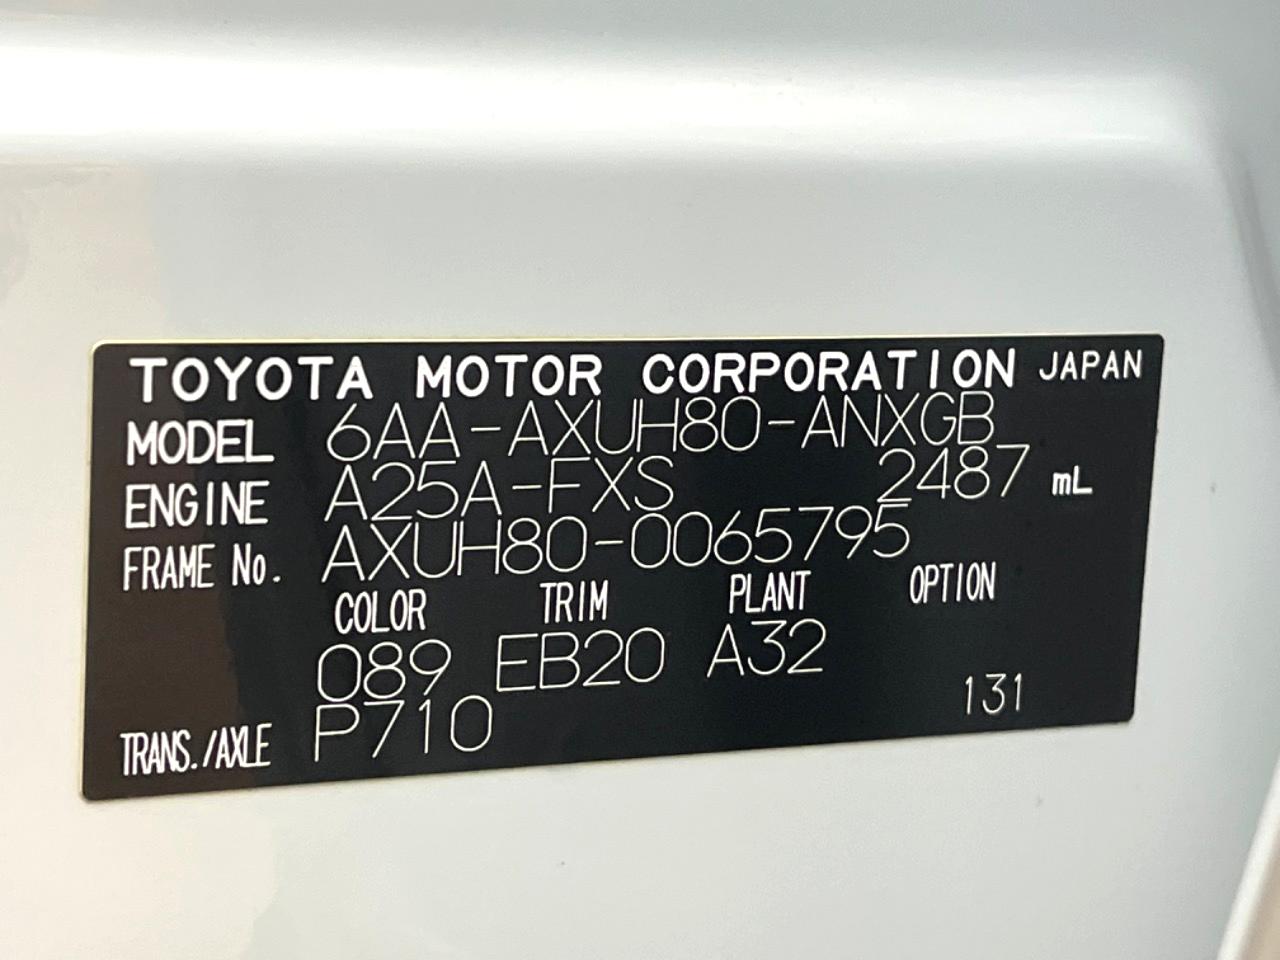 TOYOTA MOTOR CORPORATION JAPAN
MODEL 6AA-AXUH80-ANXGB
ENGINE A25A-FXS 2487 mL
FRAME No. AXUH80-0065795
COLOR TRIM PLANT OPTION
089 EB20 A32
TRANS./AXLE P710 131